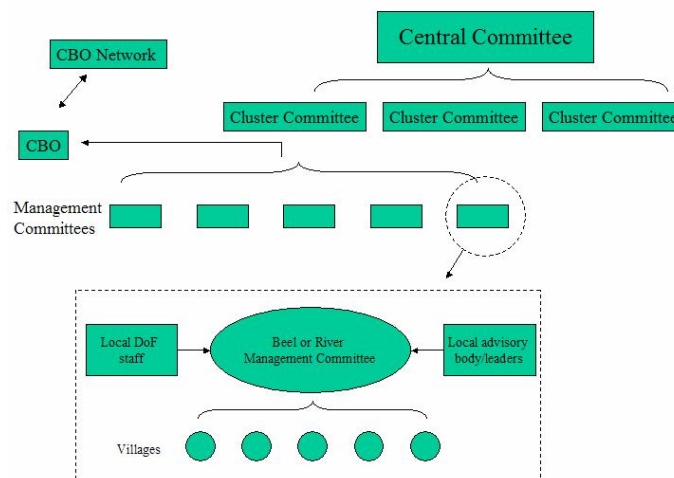 Central Committee
CBO Network
Cluster Committee
Cluster Committee
Cluster Committee
CBO
Management
Committees
Local DoF
staff
Beel or River
Management Committee
Local advisory
body/leaders
Villages